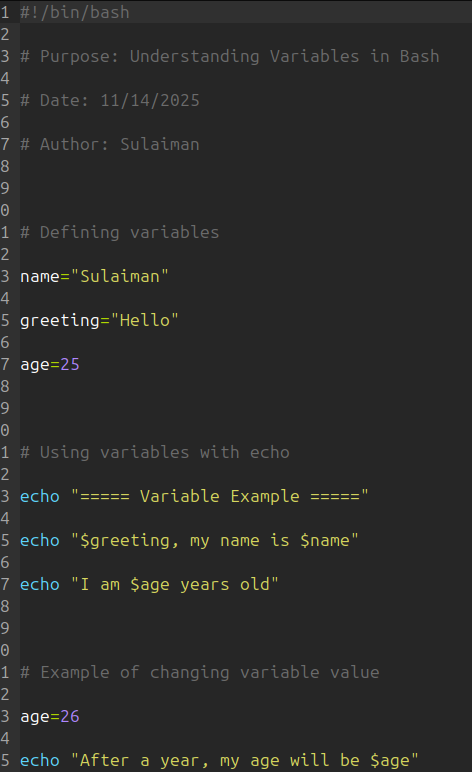 1 #!/bin/bash
2
3 # Purpose: Understanding Variables in Bash
4
5 # Date: 11/14/2025
6
7 # Author: Sulaiman
8
9
0
1 # Defining variables
2
3 name="Sulaiman"
4
5 greeting="Hello"
6
7 age=25
8
9
0
1 # Using variables with echo
2
3 echo "===== Variable Example ====="
4
5 echo "$greeting, my name is $name"
6
7 echo "I am $age years old"
8
9
0
1 # Example of changing variable value
2
3 age=26
4
5 echo "After a year, my age will be $age"